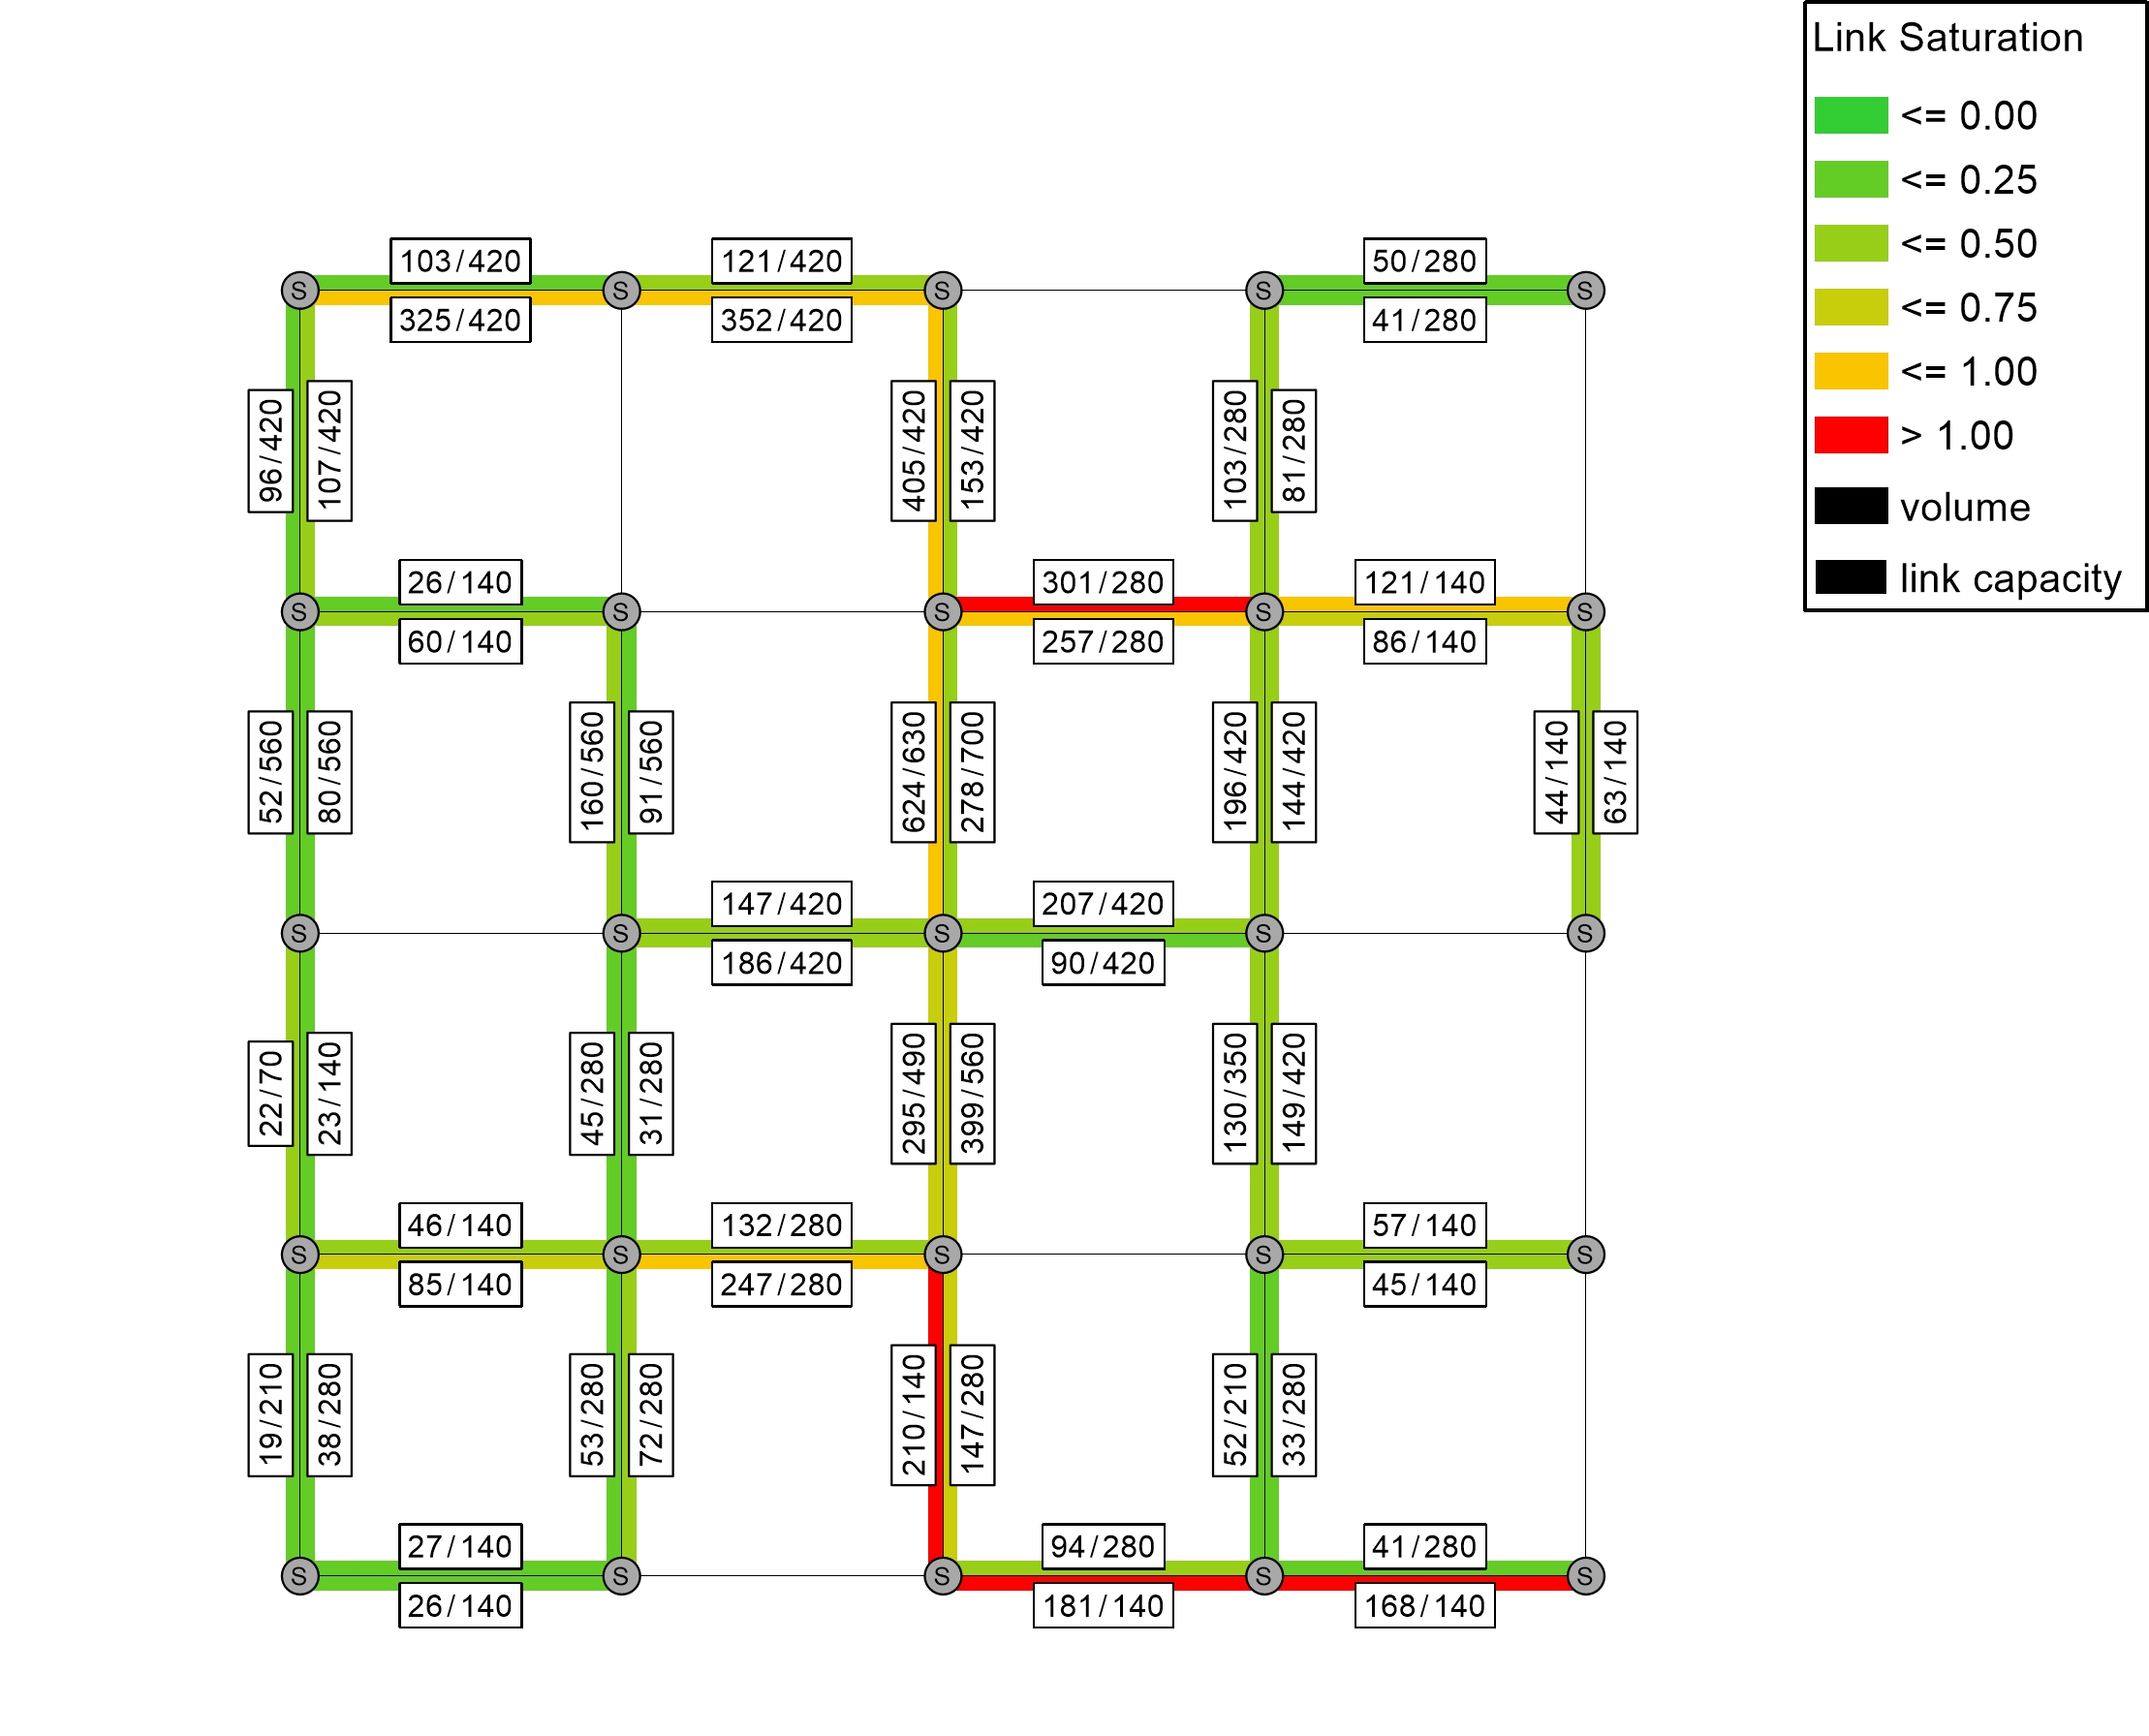 Link Saturation
<= 0.00
<= 0.25
<= 0.50
<= 0.75
<= 1.00
> 1.00
volume
link capacity
103/420
121/420
50/280
S
S
S
S
S
325/420
352/420
41/280
96/420
107/420
405/420
153/420
103/280
81/280
26/140
301/280
121/140
S
S
S
S
S
60/140
257/280
86/140
52/560
80/560
160/560
91/560
624/630
278/700
196/420
144/420
44/140
63/140
147/420
207/420
S
S
S
S
S
186/420
90/420
22/70
23/140
45/280
31/280
295/490
399/560
130/350
149/420
46/140
132/280
57/140
S
S
S
S
S
85/140
247/280
45/140
19/210
38/280
53/280
72/280
210/140
147/280
52/210
33/280
27/140
94/280
41/280
S
S
S
S
S
26/140
181/140
168/140